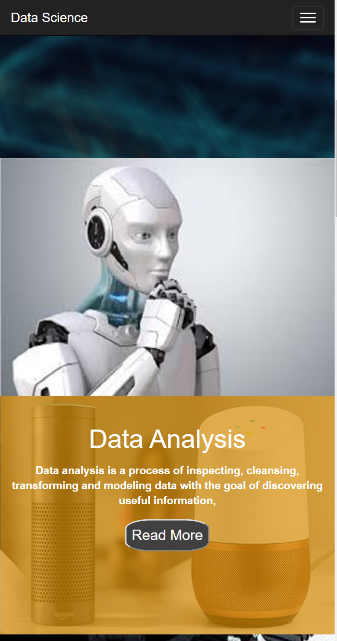 Data Science
Data Analysis
Data analysis is a process of inspecting, cleansing,
transforming and modeling data with the goal of discovering
useful information,
Read More
amazon